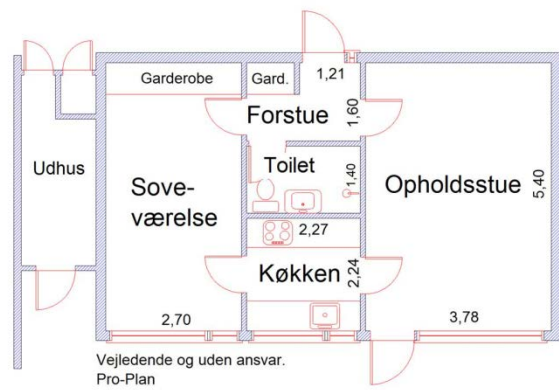 Garderobe
Gard.
1,21
Forstue
1,60
Udhus
Toilet
1,40
Sove-
værelse
Opholdsstue
5,40
2,27
Køkken
2,24
2,70
3,78
Vejledende og uden ansvar.
Pro-Plan